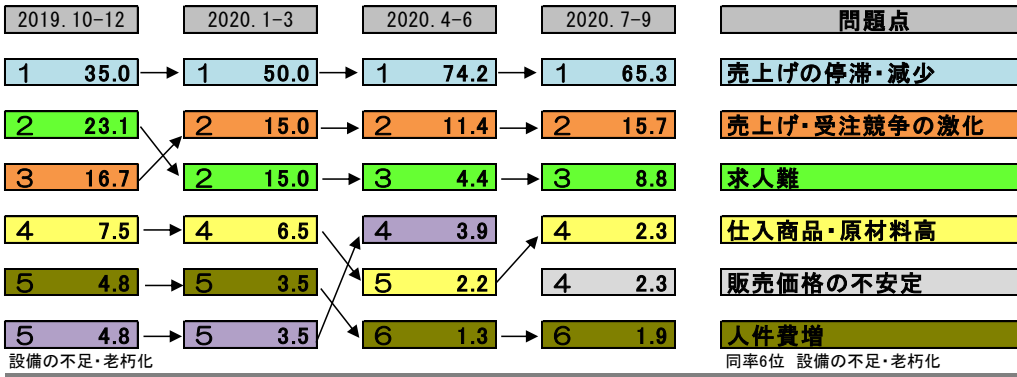 2019.10-12 2020.1-3 2020.4-6 2020.7-9 問題点
1 35.0 1 50.0 1 74.2 1 65.3 売上げの停滞・減少
2 23.1 2 15.0 2 11.4 2 15.7 売上げ・受注競争の激化
3 16.7 2 15.0 3 4.4 3 8.8 求人難
4 7.5 4 6.5 4 3.9 4 2.3 仕入商品・原材料高
5 4.8 5 3.5 5 2.2 4 2.3 販売価格の不安定
5 4.8 5 3.5 6 1.3 6 1.9 人件費増
設備の不足・老朽化 同率6位 設備の不足・老朽化